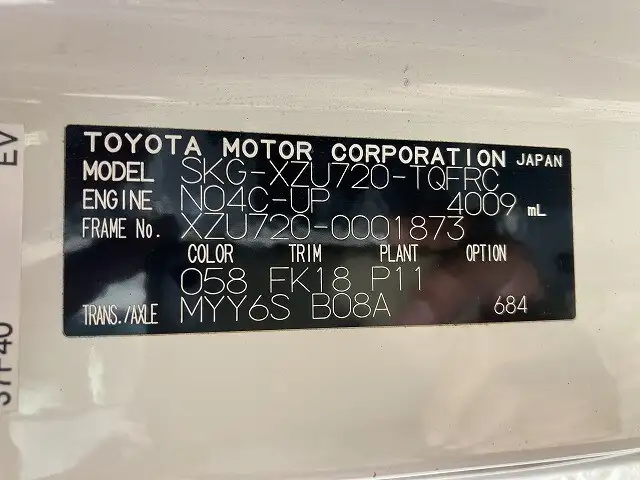 TOYOTA MOTOR CORPORATION JAPAN
MODEL SKG-XZU720-TQFRC
ENGINE N04C-UP 4009 mL
FRAME No. XZU720-0001873
COLOR TRIM PLANT OPTION
058 FK18 P11
TRANS./AXLE MYY6S B08A 684
EV